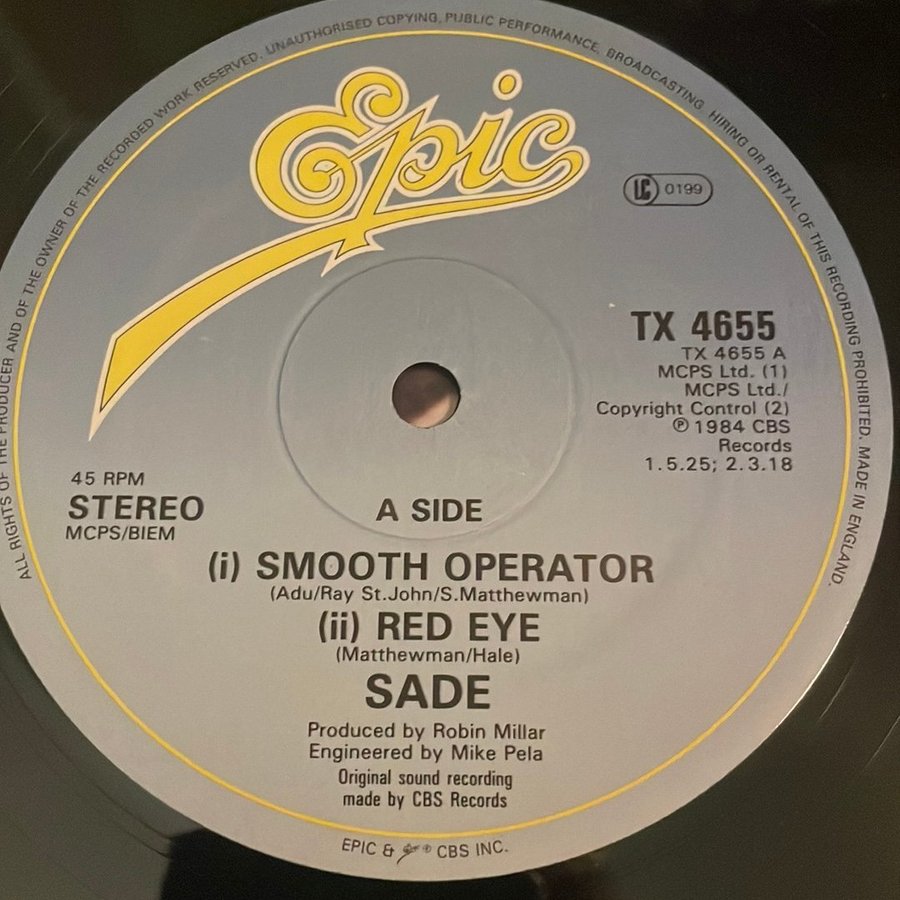 ALL RIGHTS OF THE PRODUCER AND OF THE OWNER OF THE RECORDED WORK RESERVED. UNAUTHORISED COPYING, PUBLIC PERFORMANCE, BROADCASTING, HIRING OR RENTAL OF THIS RECORDING PROHIBITED. MADE IN ENGLAND.
Epic
LC 0199
TX 4655
TX 4655 A
MCPS Ltd. (1)
MCPS Ltd./
Copyright Control (2)
℗ 1984 CBS
Records
1.5.25; 2.3.18
45 RPM
STEREO
MCPS/BIEM
A SIDE
(i) SMOOTH OPERATOR
(Adu/Ray St.John/S.Matthewman)
(ii) RED EYE
(Matthewman/Hale)
SADE
Produced by Robin Millar
Engineered by Mike Pela
Original sound recording
made by CBS Records
EPIC & Epic ® CBS INC.